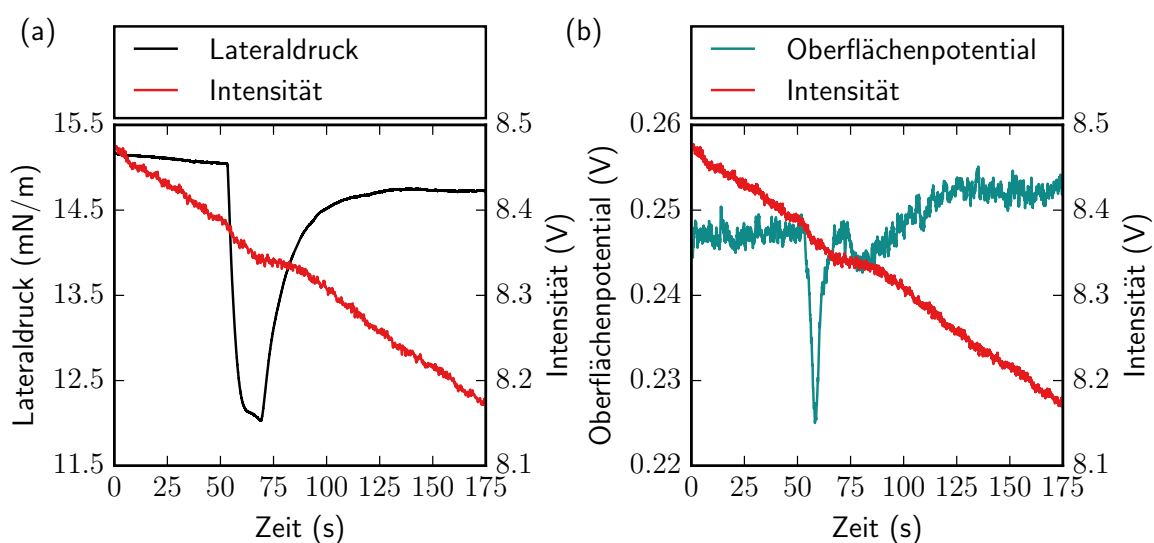 (a)
Lateraldruck
Intensität
15.5
14.5
13.5
12.5
11.5
Lateraldruck (mN/m)
8.5
8.4
8.3
8.2
8.1
Intensität (V)
0 25 50 75 100 125 150 175
Zeit (s)
(b)
Oberflächenpotential
Intensität
0.26
0.25
0.24
0.23
0.22
Oberflächenpotential (V)
8.5
8.4
8.3
8.2
8.1
Intensität (V)
0 25 50 75 100 125 150 175
Zeit (s)